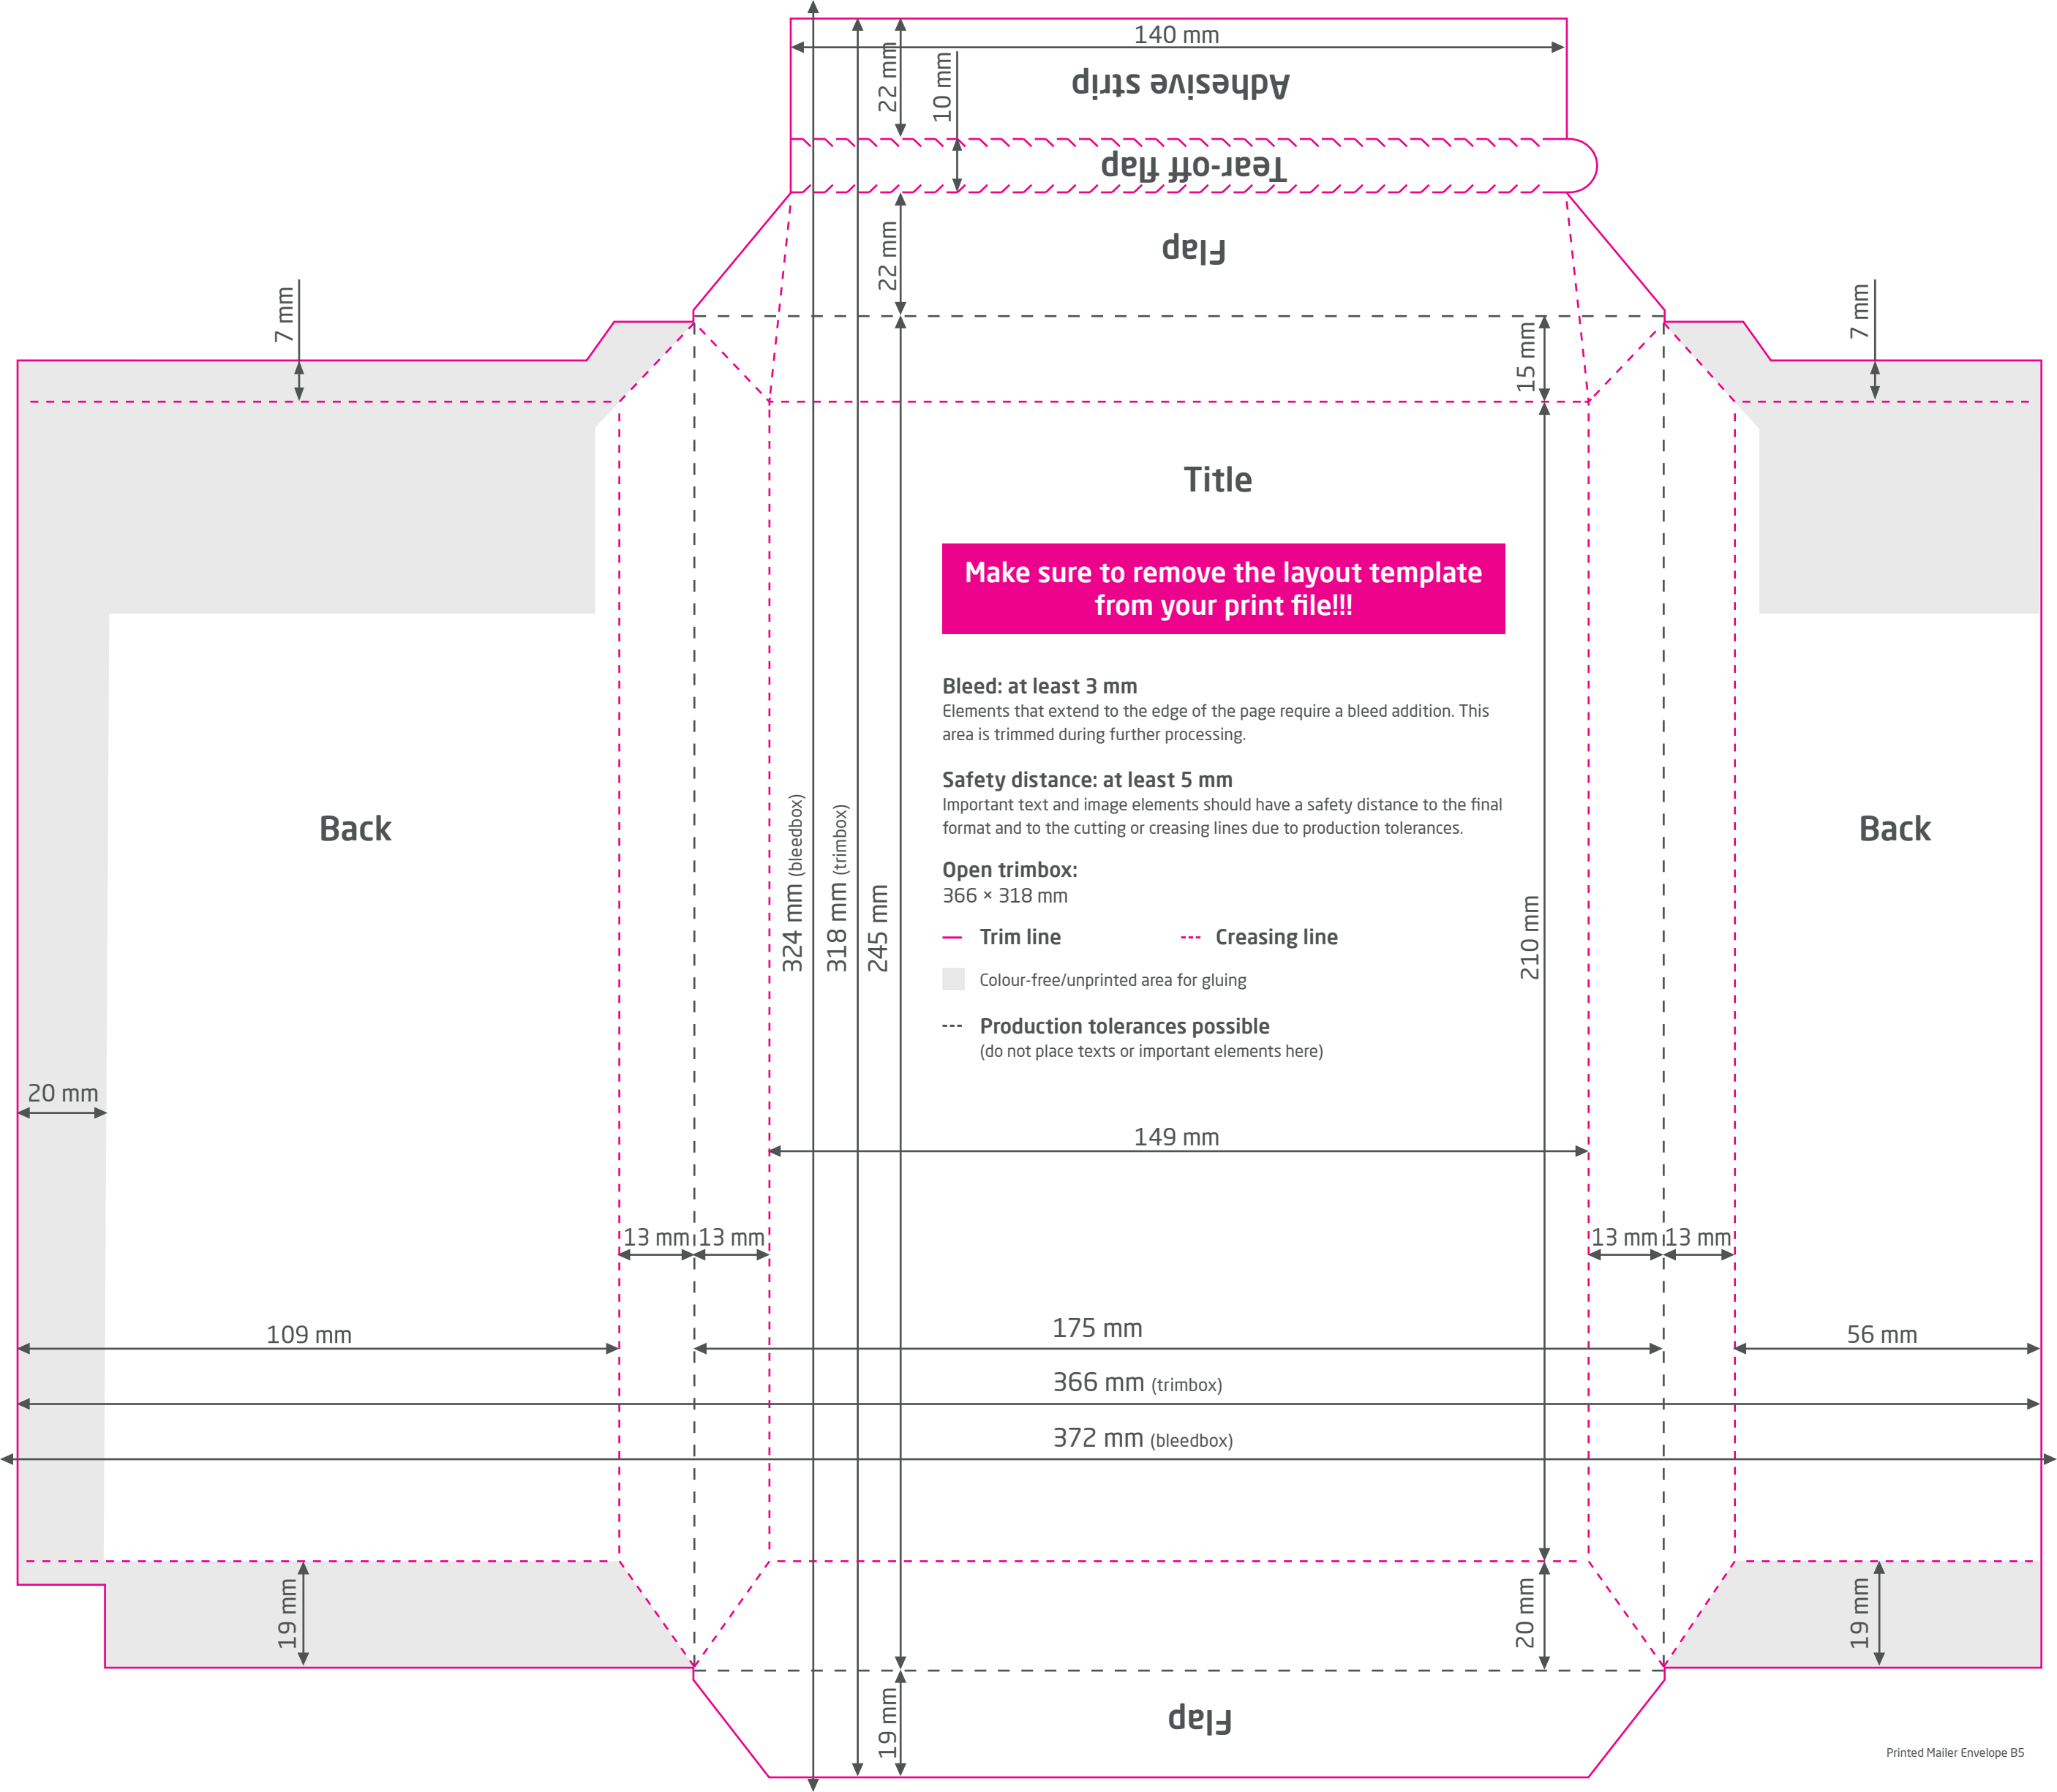 140 mm
22 mm
10 mm
Adhesive strip
Tear-off flap
22 mm
Flap
7 mm
7 mm
15 mm
Title
Make sure to remove the layout template
from your print file!!!
Bleed: at least 3 mm
Elements that extend to the edge of the page require a bleed addition. This
area is trimmed during further processing.
Safety distance: at least 5 mm
Important text and image elements should have a safety distance to the final
format and to the cutting or creasing lines due to production tolerances.
Open trimbox:
366 × 318 mm
Trim line
Creasing line
Colour-free/unprinted area for gluing
Production tolerances possible
(do not place texts or important elements here)
Back
Back
324 mm (bleedbox)
318 mm (trimbox)
245 mm
210 mm
20 mm
149 mm
13 mm
13 mm
13 mm
13 mm
109 mm
175 mm
56 mm
366 mm (trimbox)
372 mm (bleedbox)
19 mm
20 mm
19 mm
19 mm
Flap
Printed Mailer Envelope B5